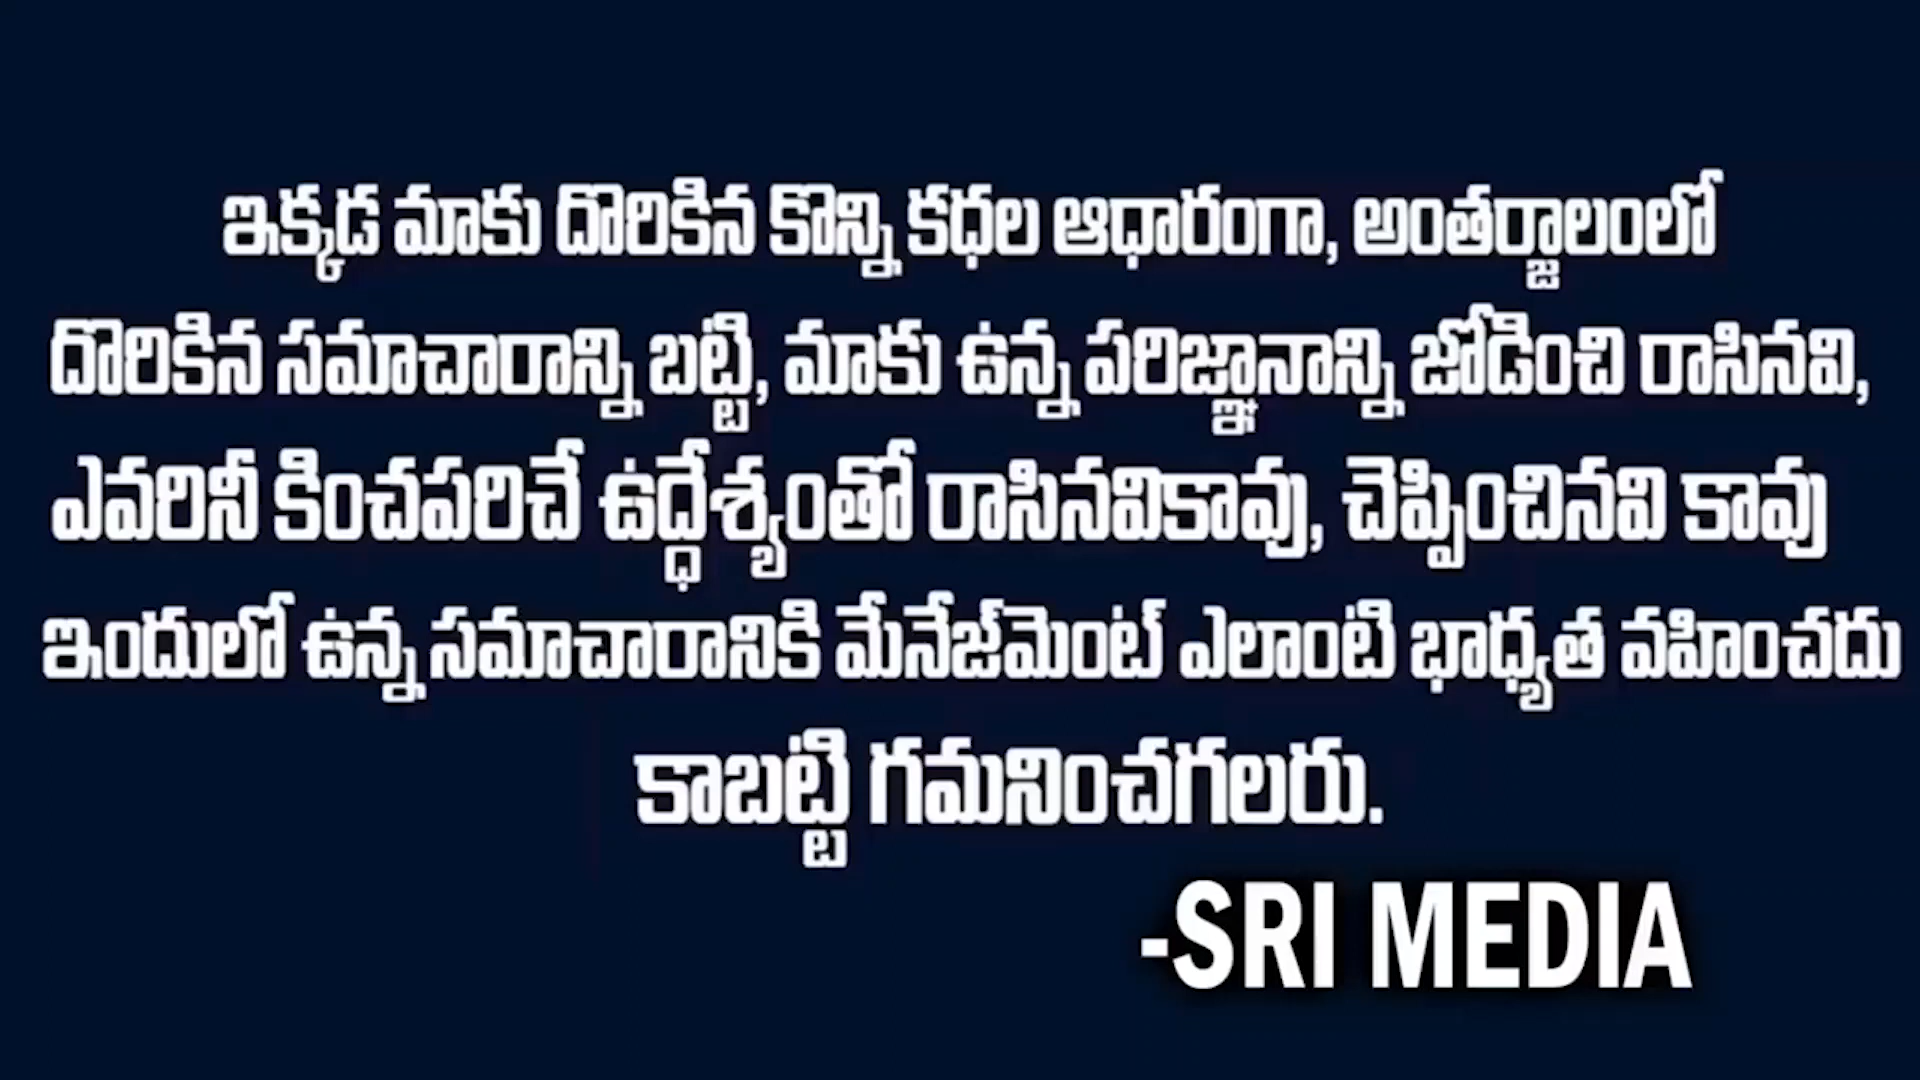 ఇక్కడ మాకు దొరికిన కొన్ని కధల ఆధారంగా, అంతర్జాలంలో
దొరికిన సమాచారాన్ని బట్టి, మాకు ఉన్న పరిజ్ఞానాన్ని జోడించి రాసినవి,
ఎవరినీ కించపరిచే ఉద్ధేశ్యంతో రాసినవికావు, చెప్పించినవి కావు
ఇందులో ఉన్న సమాచారానికి మేనేజ్‌మెంట్ ఎలాంటి భాధ్యత వహించదు
కాబట్టి గమనించగలరు.
-SRI MEDIA